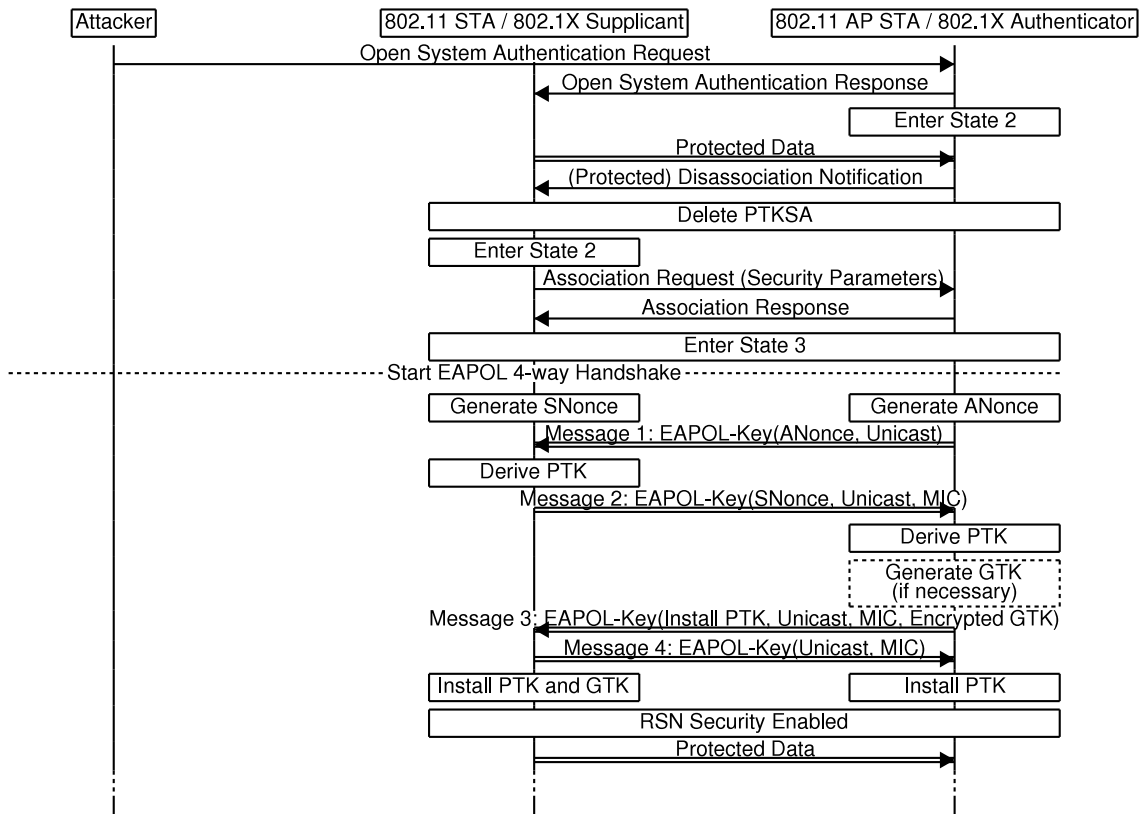 Attacker
802.11 STA / 802.1X Supplicant
802.11 AP STA / 802.1X Authenticator
Open System Authentication Request
Open System Authentication Response
Enter State 2
Protected Data
(Protected) Disassociation Notification
Delete PTKSA
Enter State 2
Association Request (Security Parameters)
Association Response
Enter State 3
Start EAPOL 4-way Handshake
Generate SNonce
Generate ANonce
Message 1: EAPOL-Key(ANonce, Unicast)
Derive PTK
Message 2: EAPOL-Key(SNonce, Unicast, MIC)
Derive PTK
Generate GTK
(if necessary)
Message 3: EAPOL-Key(Install PTK, Unicast, MIC, Encrypted GTK)
Message 4: EAPOL-Key(Unicast, MIC)
Install PTK and GTK
Install PTK
RSN Security Enabled
Protected Data